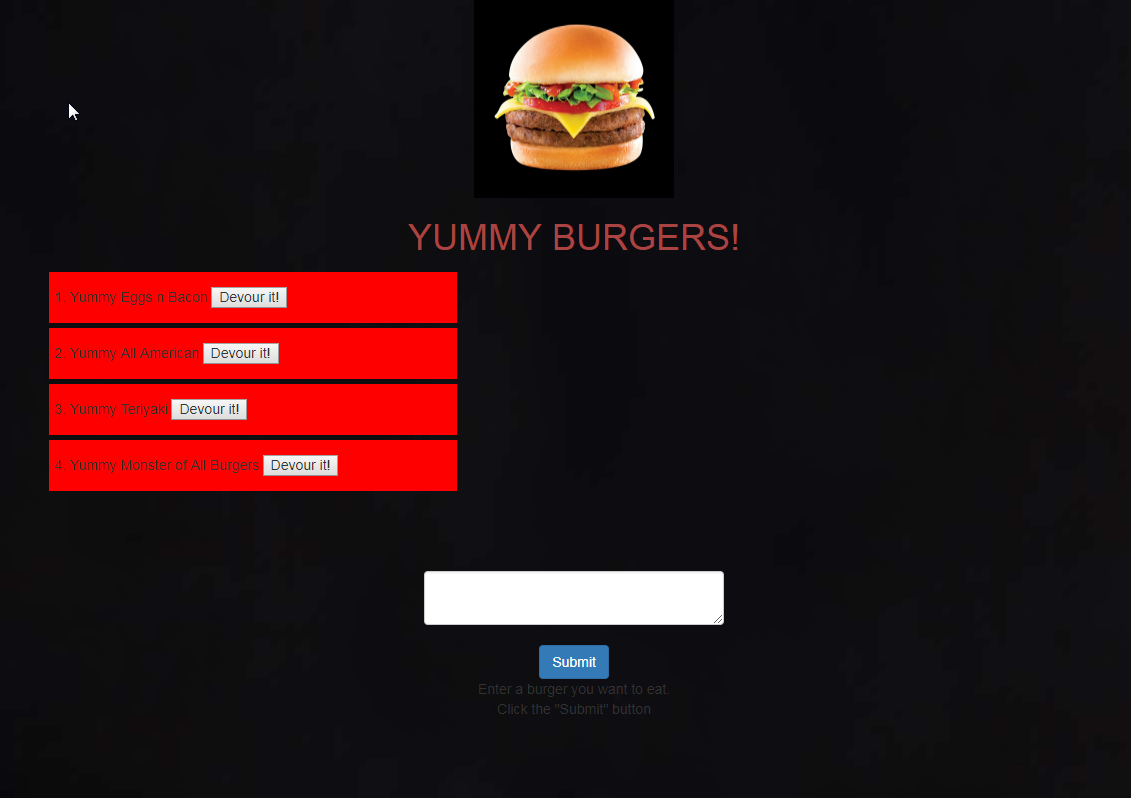 YUMMY BURGERS!
1. Yummy Eggs n Bacon Devour it!
2. Yummy All American Devour it!
3. Yummy Teriyaki Devour it!
4. Yummy Monster of All Burgers Devour it!
Submit
Enter a burger you want to eat.
Click the "Submit" button